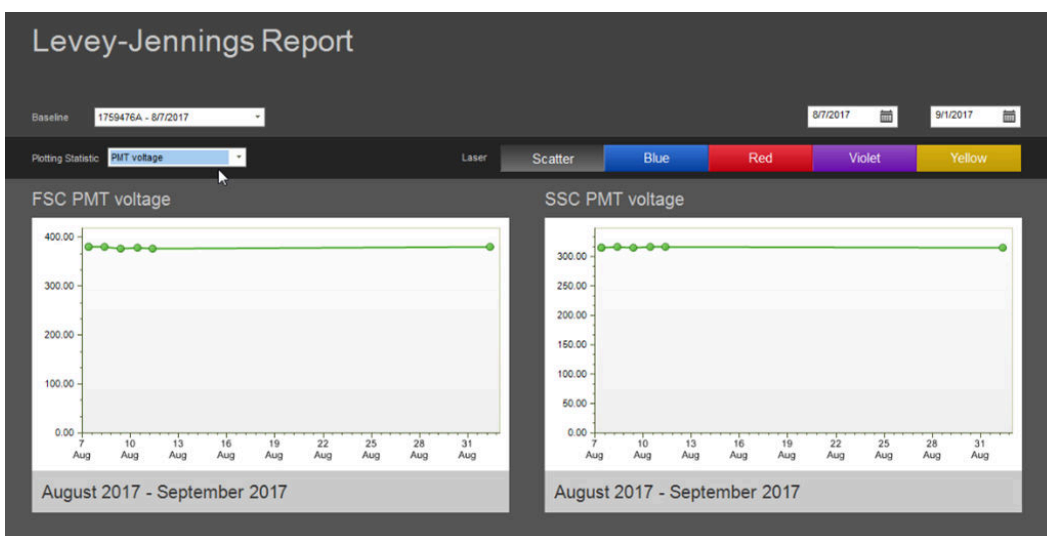 Levey-Jennings Report
Baseline 1759476A - 8/7/2017 8/7/2017 9/1/2017
Plotting Statistic PMT voltage Laser Scatter Blue Red Violet Yellow
FSC PMT voltage
400.00
300.00
200.00
100.00
0.00
7 10 13 16 19 22 25 28 31
Aug Aug Aug Aug Aug Aug Aug Aug Aug
August 2017 - September 2017
SSC PMT voltage
300.00
250.00
200.00
150.00
100.00
50.00
0.00
7 10 13 16 19 22 25 28 31
Aug Aug Aug Aug Aug Aug Aug Aug Aug
August 2017 - September 2017